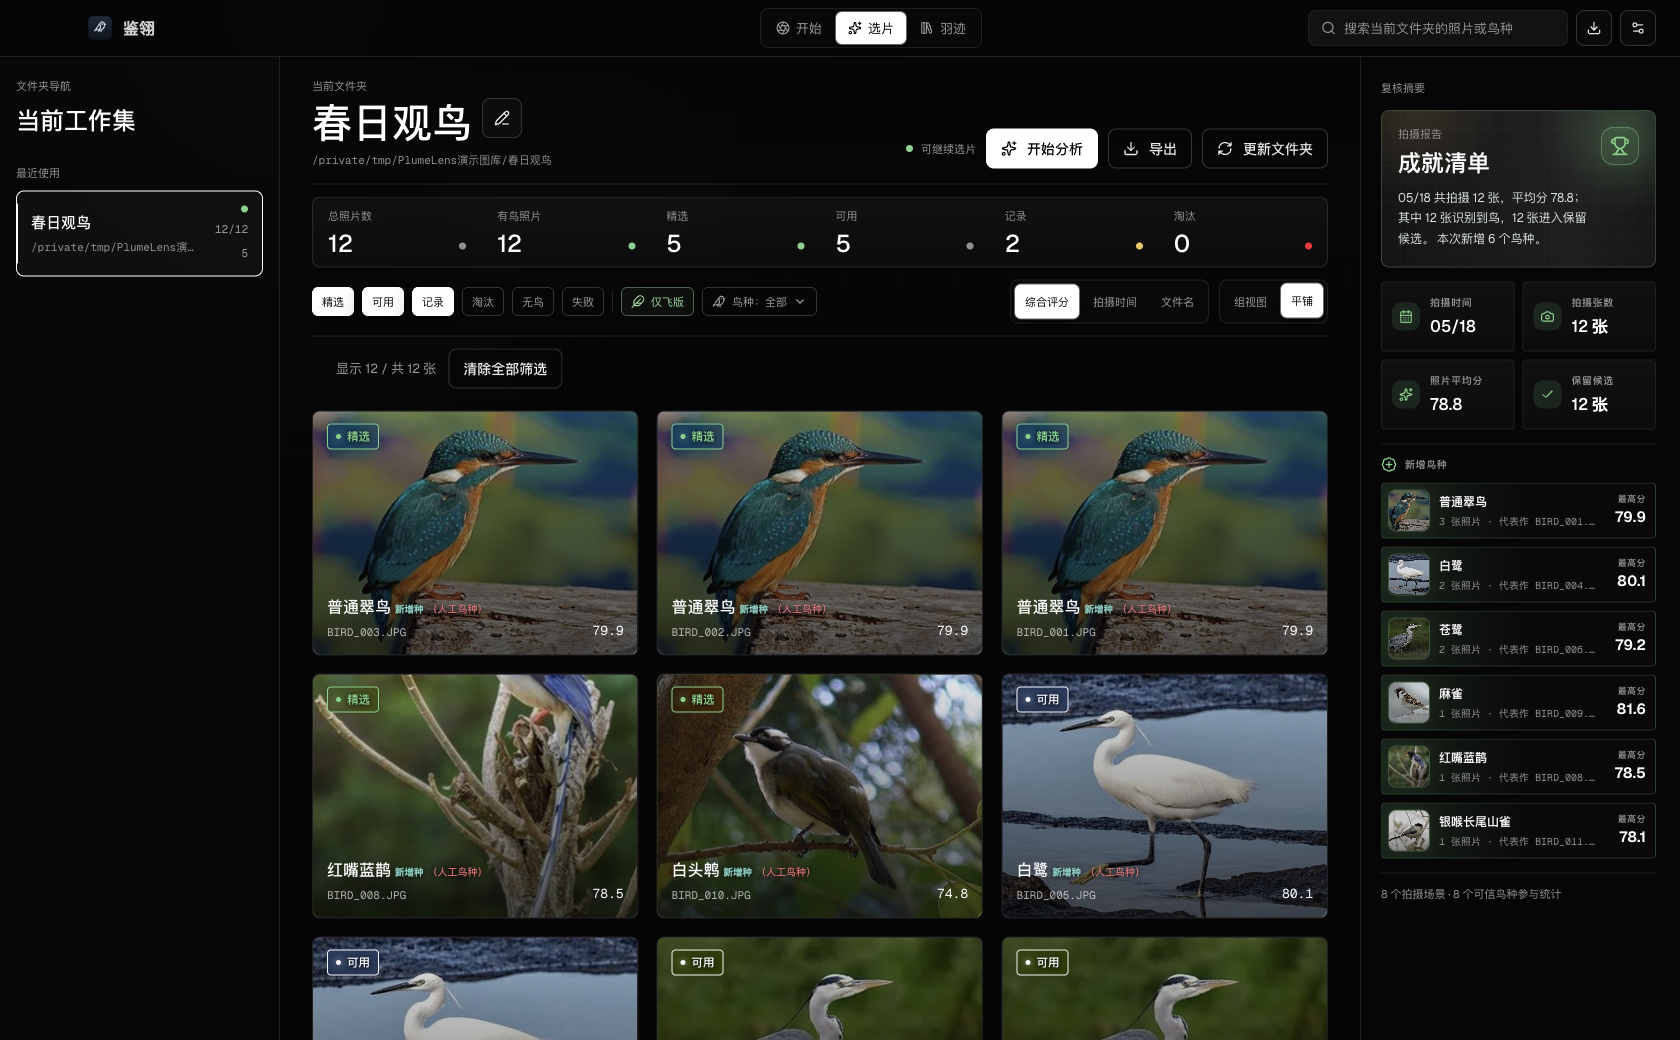 鉴翎
开始
选片
羽迹
搜索当前文件夹的照片或鸟种
文件夹导航
当前工作集
最近使用
春日观鸟
12/12
/private/tmp/PlumeLens演…
5
当前文件夹
春日观鸟
/private/tmp/PlumeLens演示图库/春日观鸟
可继续选片
开始分析
导出
更新文件夹
总照片数
12
有鸟照片
12
精选
5
可用
5
记录
2
淘汰
0
精选
可用
记录
淘汰
无鸟
失败
仅飞版
鸟种: 全部
综合评分
拍摄时间
文件名
组视图
平铺
显示 12 / 共 12 张
清除全部筛选
精选
普通翠鸟 新增种 (人工鸟种)
BIRD_003.JPG
79.9
精选
普通翠鸟 新增种 (人工鸟种)
BIRD_002.JPG
79.9
精选
普通翠鸟 新增种 (人工鸟种)
BIRD_001.JPG
79.9
精选
红嘴蓝鹊 新增种 (人工鸟种)
BIRD_008.JPG
78.5
精选
白头鹎 新增种 (人工鸟种)
BIRD_010.JPG
74.8
可用
白鹭 新增种 (人工鸟种)
BIRD_005.JPG
80.1
可用
可用
可用
复核摘要
拍摄报告
成就清单
05/18 共拍摄 12 张，平均分 78.8；
其中 12 张识别到鸟，12 张进入保留
候选。 本次新增 6 个鸟种。
拍摄时间
05/18
拍摄张数
12 张
照片平均分
78.8
保留候选
12 张
新增鸟种
普通翠鸟
3 张照片 · 代表作 BIRD_001.…
最高分
79.9
白鹭
2 张照片 · 代表作 BIRD_004.…
最高分
80.1
苍鹭
2 张照片 · 代表作 BIRD_006.…
最高分
79.2
麻雀
1 张照片 · 代表作 BIRD_009.…
最高分
81.6
红嘴蓝鹊
1 张照片 · 代表作 BIRD_008.…
最高分
78.5
银喉长尾山雀
1 张照片 · 代表作 BIRD_011.…
最高分
78.1
8 个拍摄场景 · 8 个可信鸟种参与统计